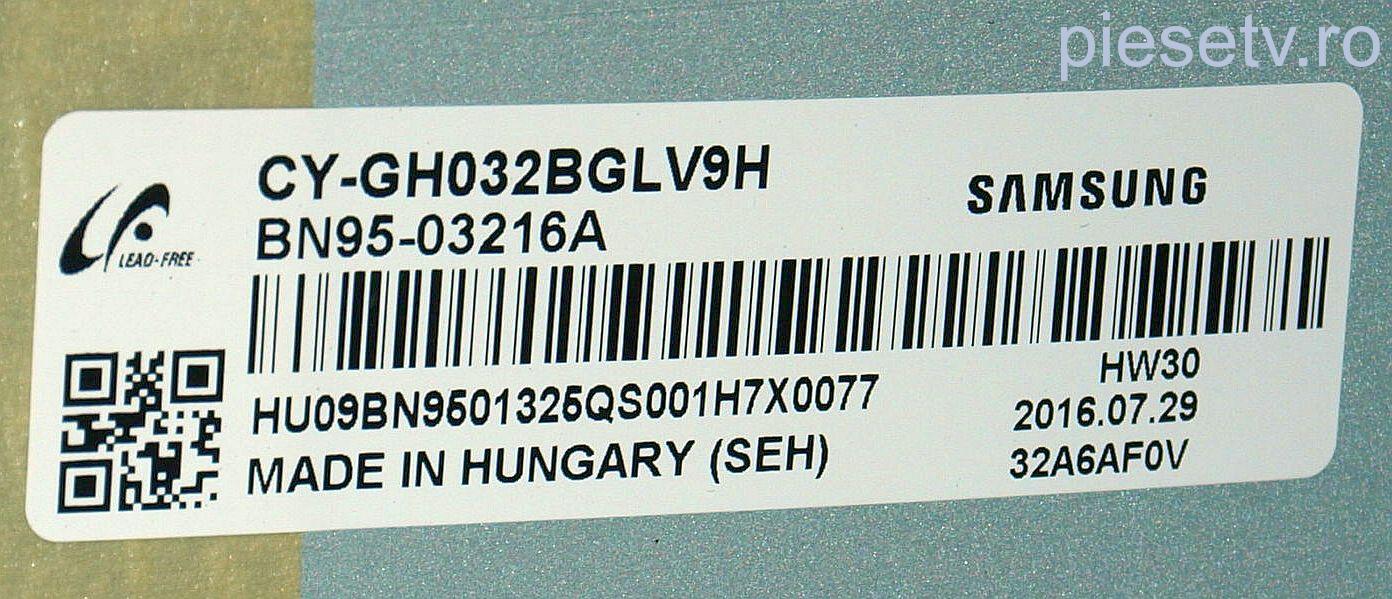 piesetv.ro
CY-GH032BGLV9H
SAMSUNG
BN95-03216A
LEAD-FREE
HU09BN9501325QS001H7X0077
HW30
2016.07.29
MADE IN HUNGARY (SEH)
32A6AF0V